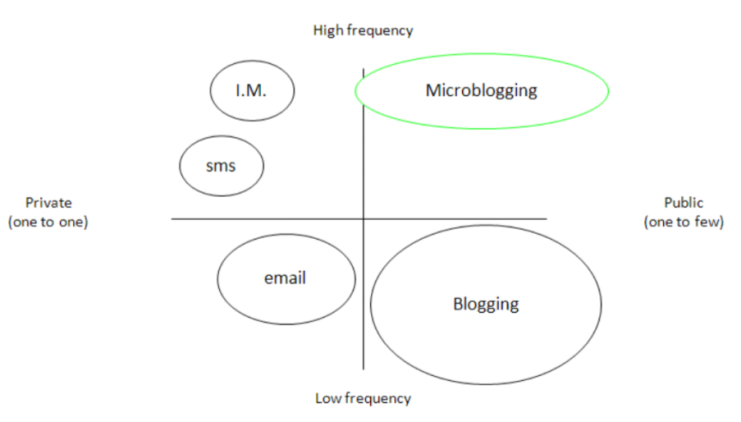 High frequency
I.M.
Microblogging
sms
Private
(one to one)
Public
(one to few)
email
Blogging
Low frequency